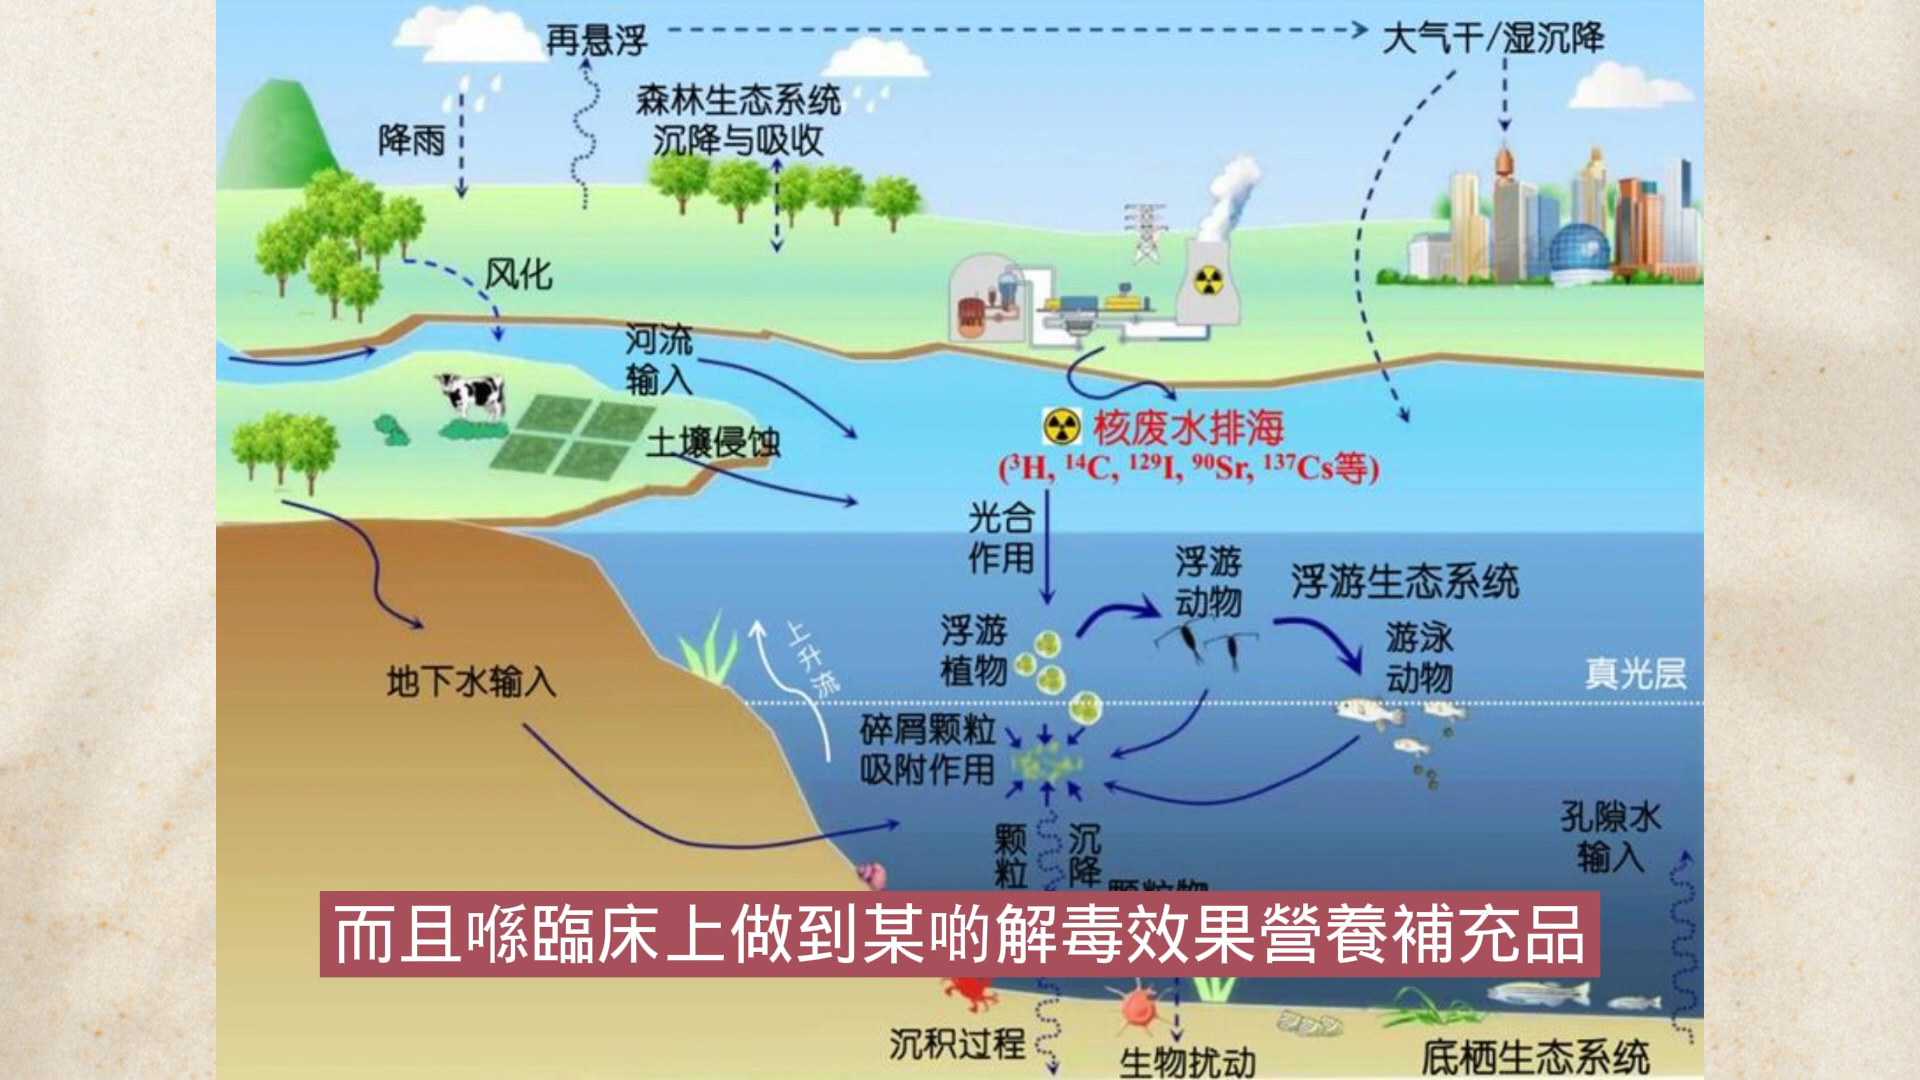 再悬浮
大气干/湿沉降
森林生态系统
沉降与吸收
降雨
风化
河流
输入
土壤侵蚀
核废水排海
(³H, ¹⁴C, ¹²⁹I, ⁹⁰Sr, ¹³⁷Cs等)
光合
作用
浮游
动物
浮游生态系统
浮游
植物
游泳
动物
上升流
真光层
地下水输入
碎屑颗粒
吸附作用
孔隙水
输入
颗粒
沉降
颗粒物
而且喺臨床上做到某啲解毒效果營養補充品
沉积过程
生物扰动
底栖生态系统